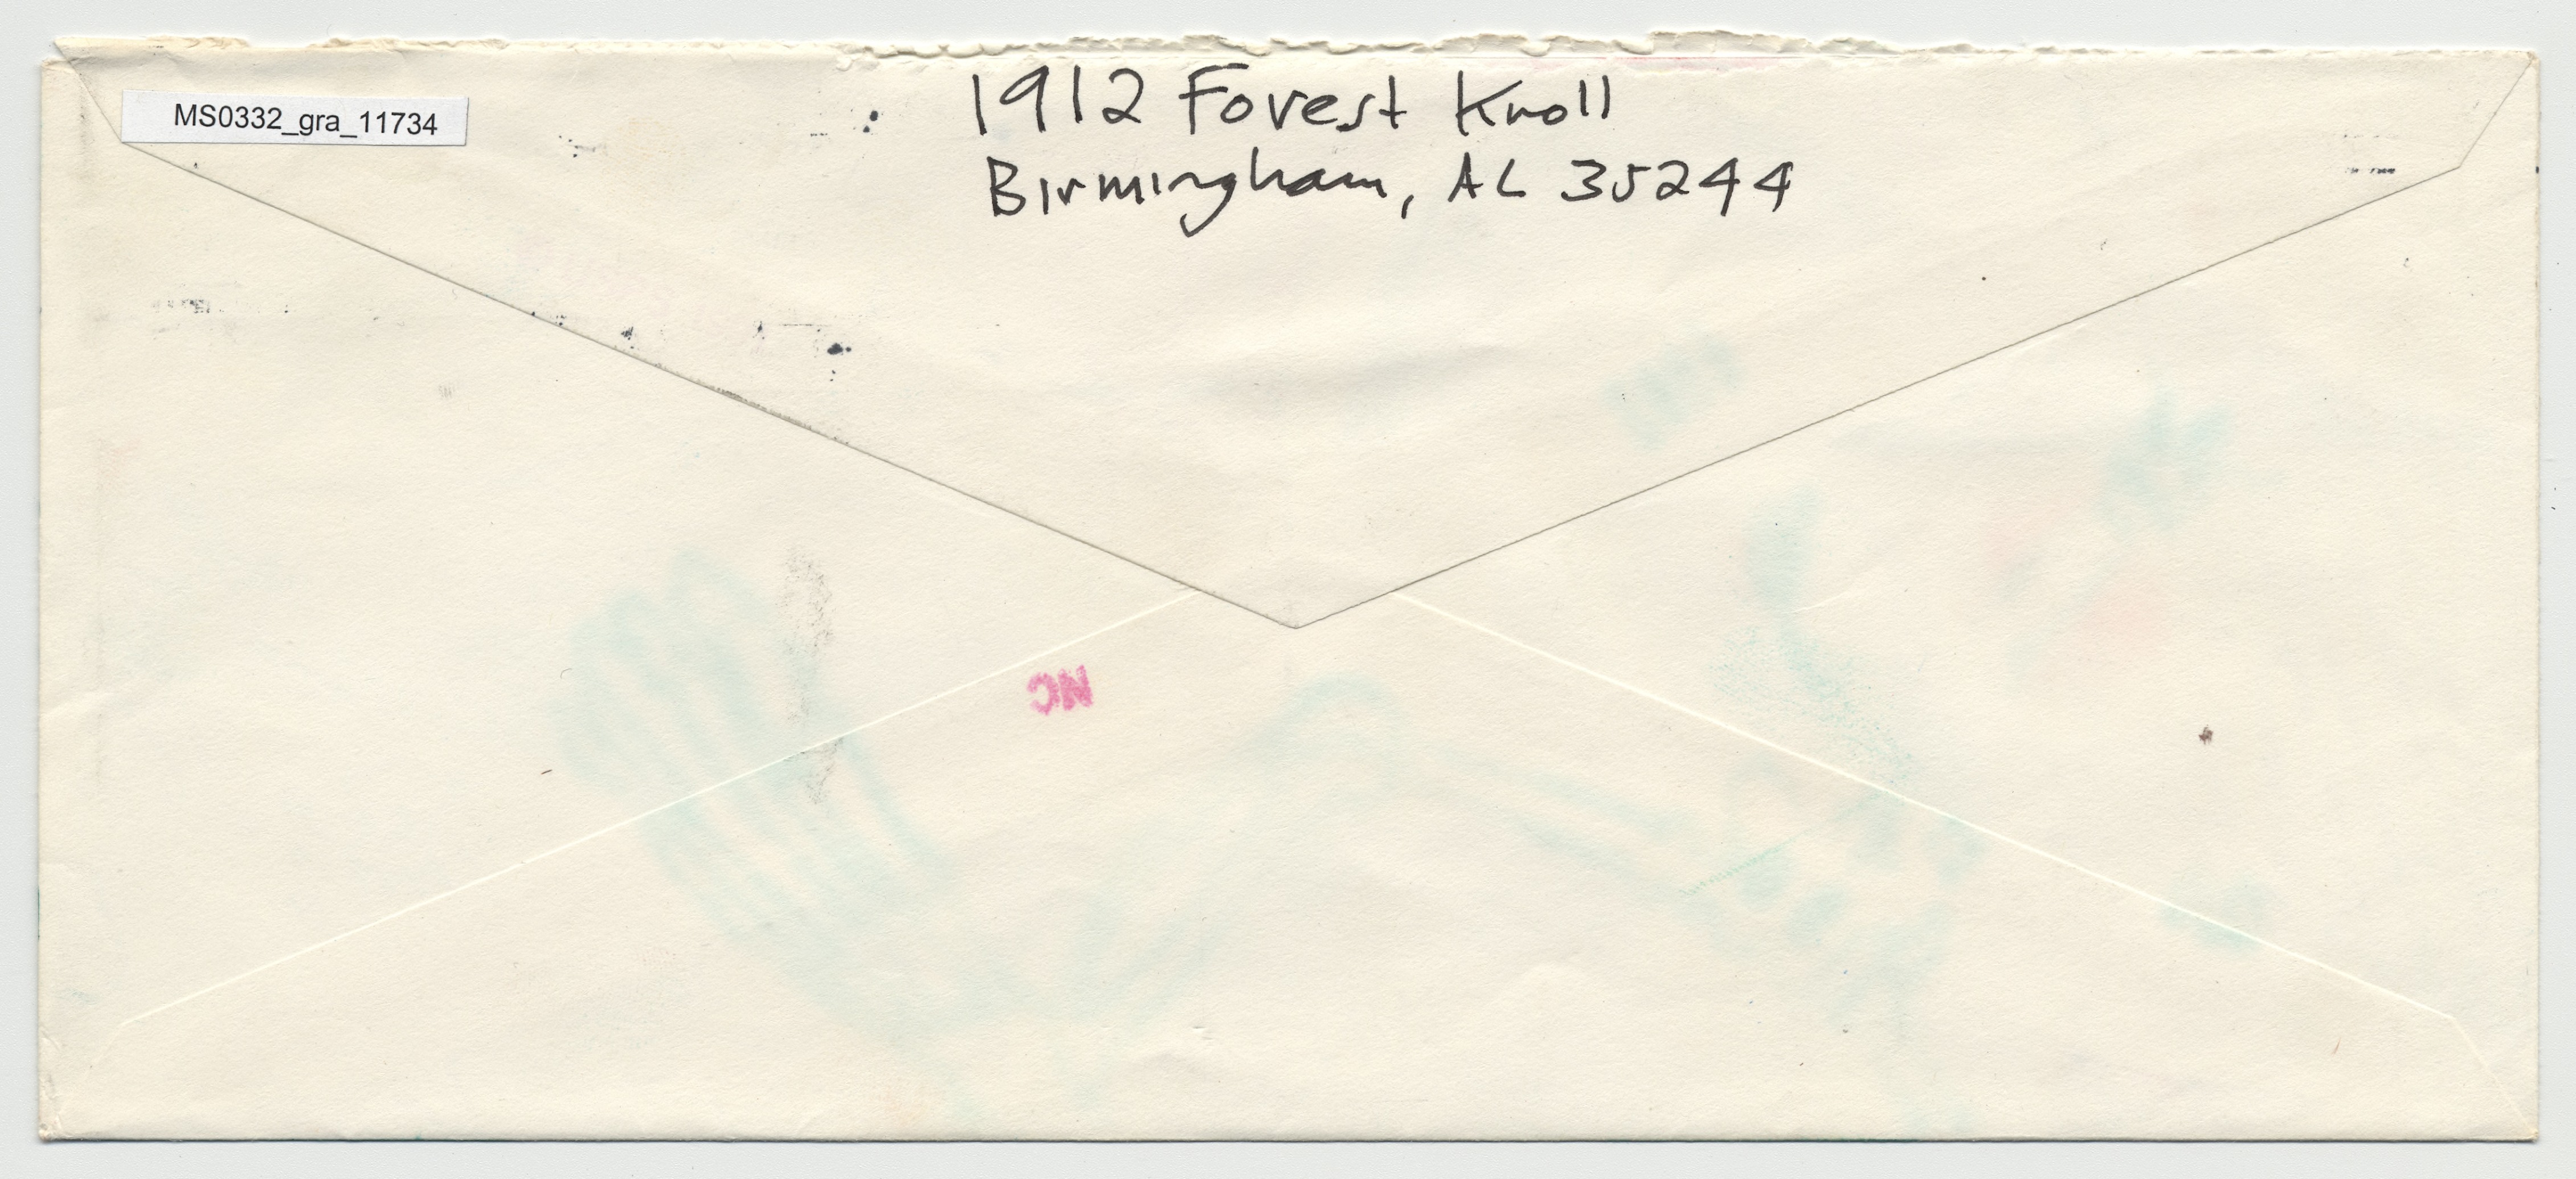 MS0332_gra_11734
1912 Forest Knoll
Birmingham, AL 35244
NC